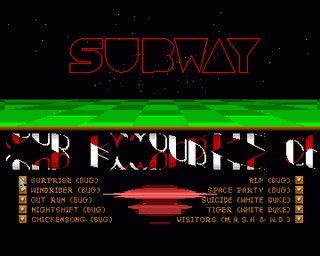 SUBWAY
SURPRISE (BUG)
WINDRIDER (BUG)
OUT RUN (BUG)
NIGHTSHIFT (BUG)
CHICKENSONG (BUG)
ALF (BUG)
SPACE PARTY (BUG)
SUICIDE (WHITE DUKE)
TIGER (WHITE DUKE)
VISITORS (M.A.S.H & W.D.)